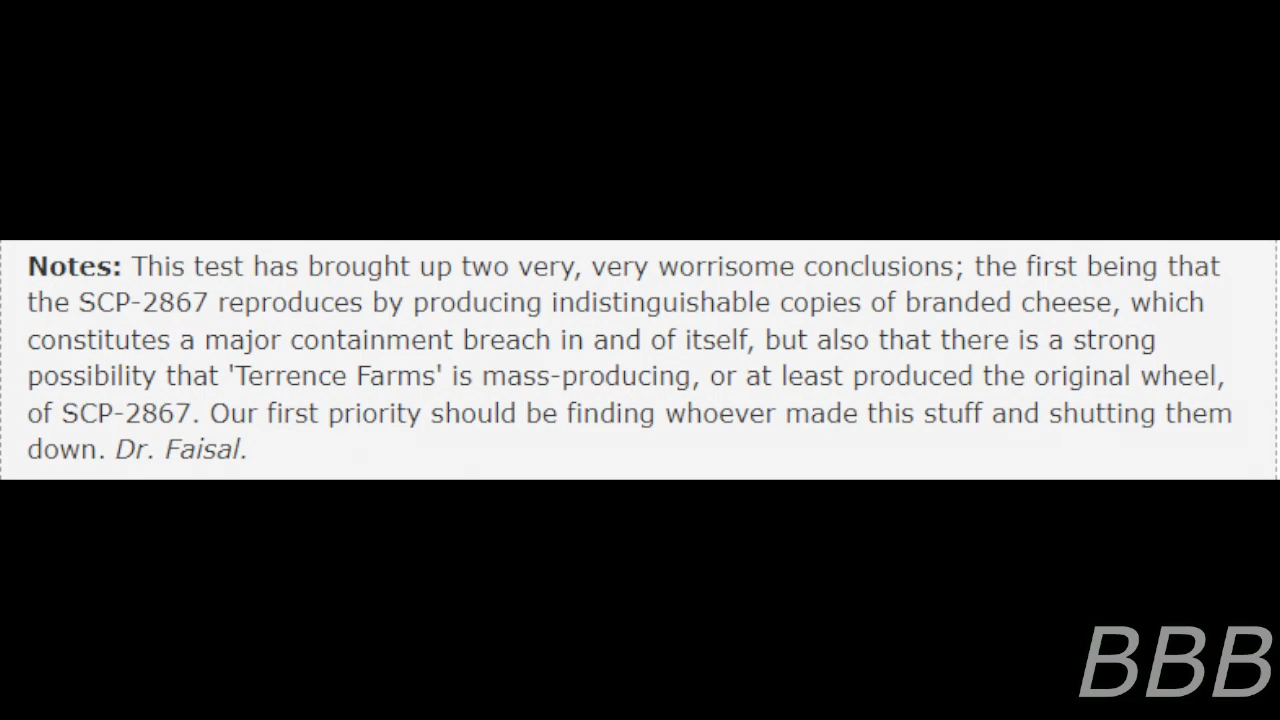 Notes: This test has brought up two very, very worrisome conclusions; the first being that
the SCP-2867 reproduces by producing indistinguishable copies of branded cheese, which
constitutes a major containment breach in and of itself, but also that there is a strong
possibility that 'Terrence Farms' is mass-producing, or at least produced the original wheel,
of SCP-2867. Our first priority should be finding whoever made this stuff and shutting them
down. Dr. Faisal.
BBB